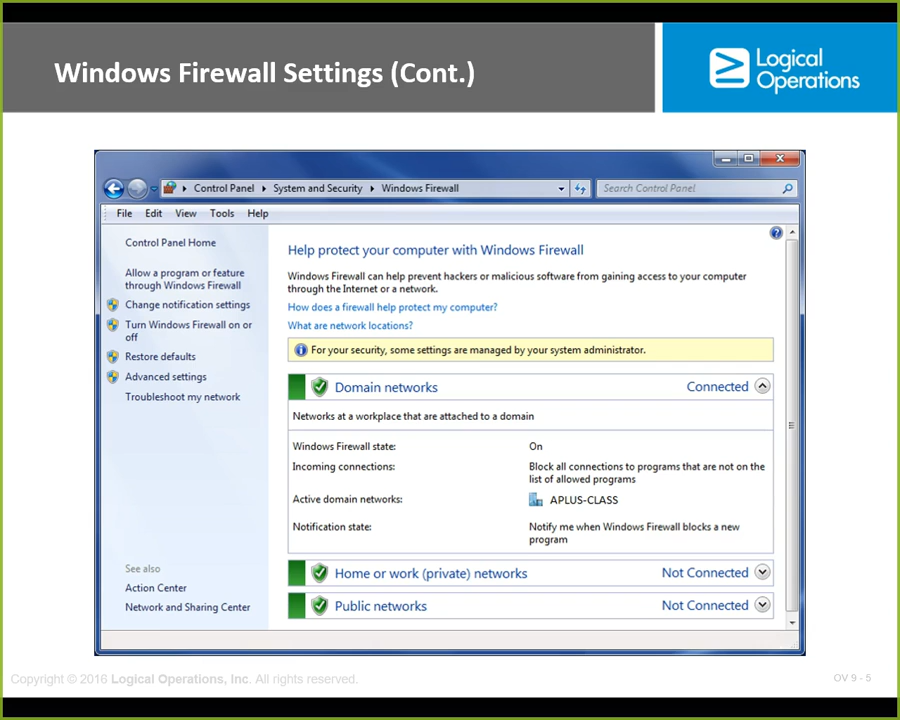 Windows Firewall Settings (Cont.)
Logical
Operations
Control Panel
System and Security
Windows Firewall
Search Control Panel
File Edit View Tools Help
Control Panel Home
Allow a program or feature
through Windows Firewall
Change notification settings
Turn Windows Firewall on or
off
Restore defaults
Advanced settings
Troubleshoot my network
See also
Action Center
Network and Sharing Center
Help protect your computer with Windows Firewall
Windows Firewall can help prevent hackers or malicious software from gaining access to your computer
through the Internet or a network.
How does a firewall help protect my computer?
What are network locations?
For your security, some settings are managed by your system administrator.
Domain networks Connected
Networks at a workplace that are attached to a domain
Windows Firewall state: On
Incoming connections: Block all connections to programs that are not on the
list of allowed programs
Active domain networks: APLUS-CLASS
Notification state: Notify me when Windows Firewall blocks a new
program
Home or work (private) networks Not Connected
Public networks Not Connected
Copyright © 2016 Logical Operations, Inc. All rights reserved.
OV 9 - 5